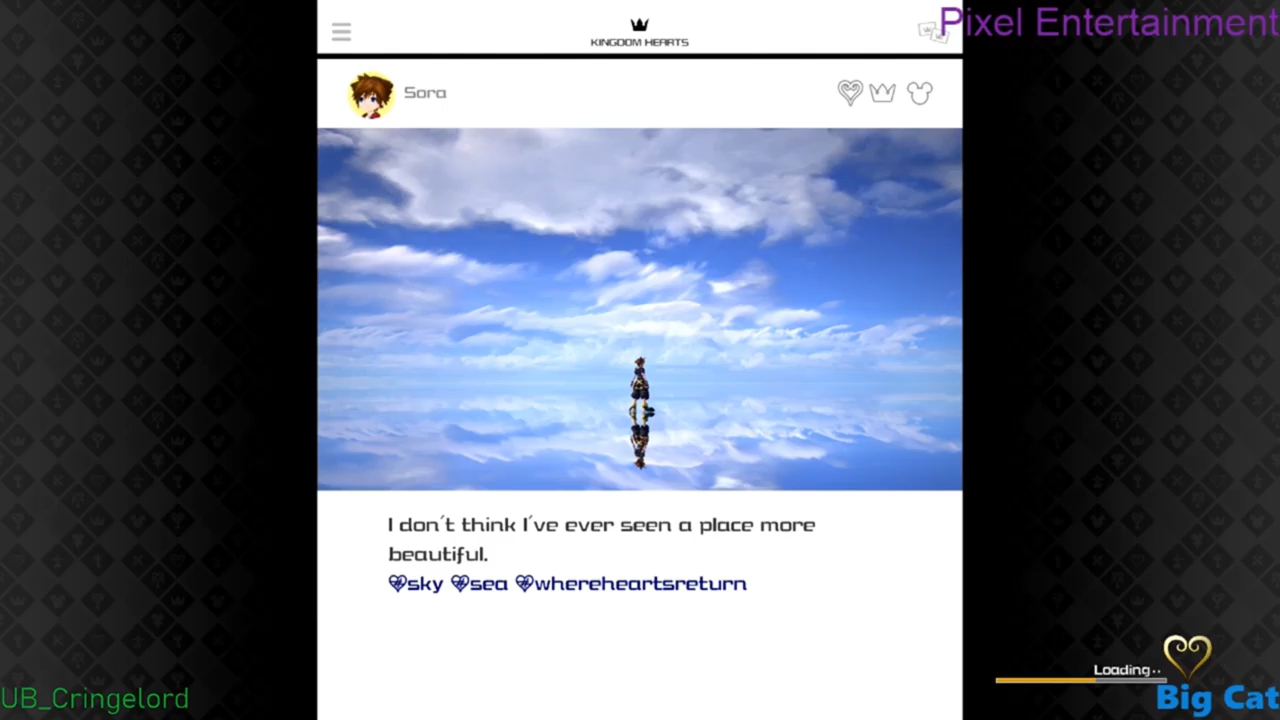 Pixel Entertainment
KINGDOM HEARTS
Sora
I don't think I've ever seen a place more
beautiful.
sky sea whereheartsreturn
Loading..
UB_Cringelord
Big Cat